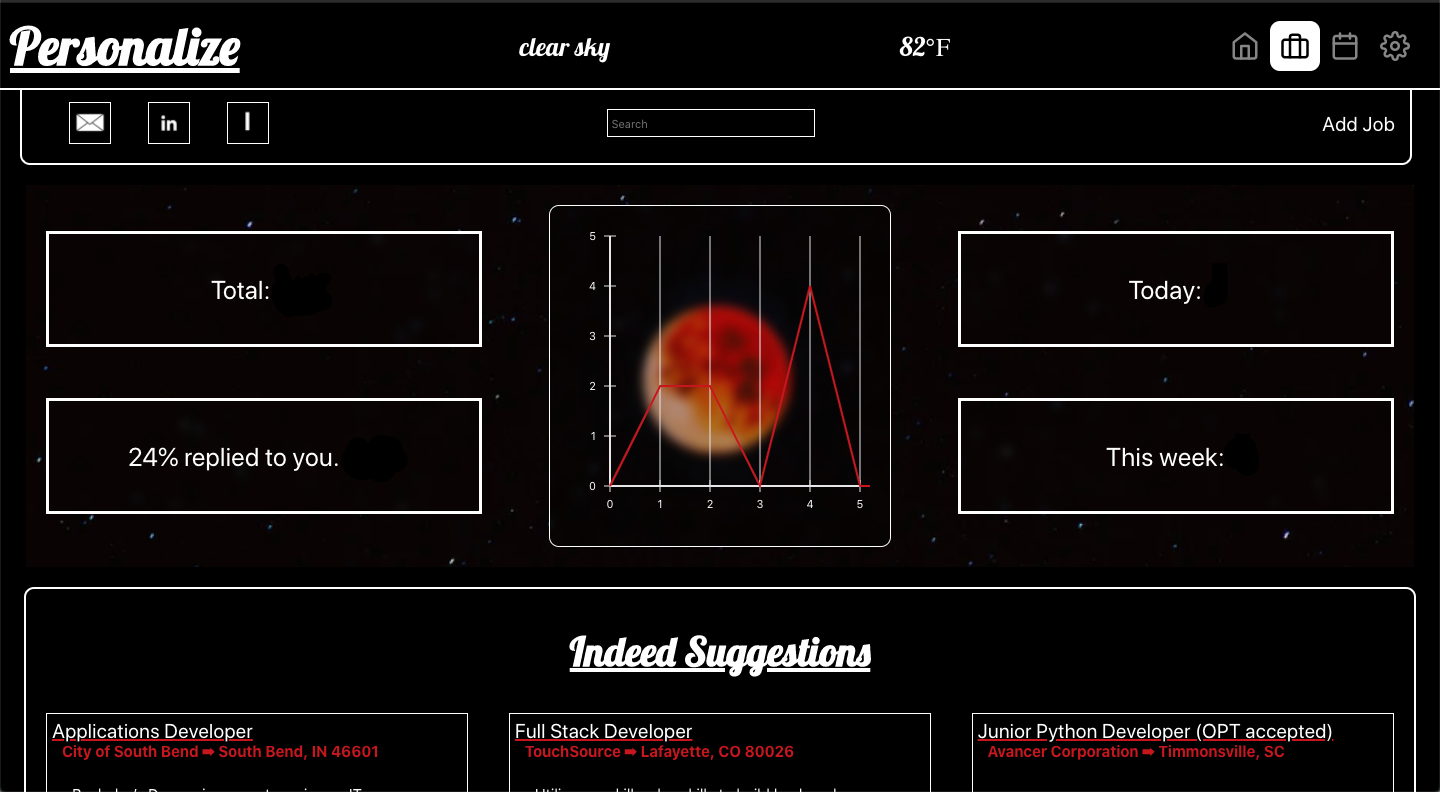 Personalize
clear sky
82°F
in
I
Search
Add Job
Total:
24% replied to you.
5
4
3
2
1
0
0 1 2 3 4 5
Today:
This week:
Indeed Suggestions
Applications Developer
City of South Bend ➡ South Bend, IN 46601
Full Stack Developer
TouchSource ➡ Lafayette, CO 80026
Junior Python Developer (OPT accepted)
Avancer Corporation ➡ Timmonsville, SC